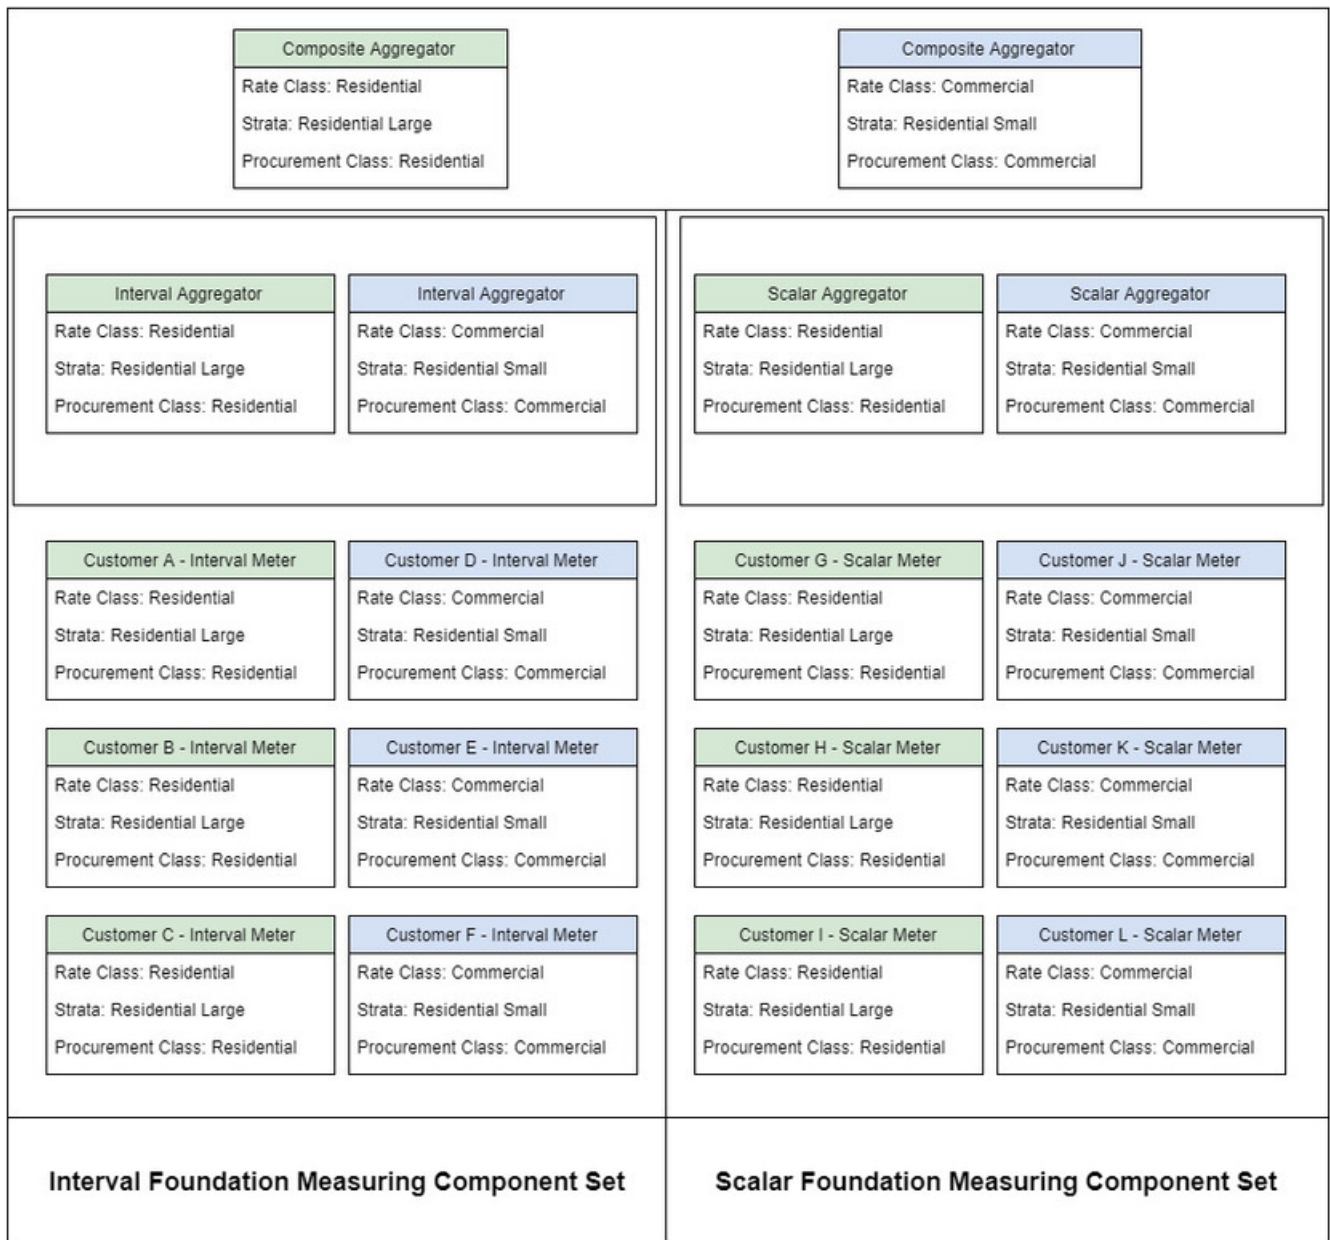 Composite Aggregator
Rate Class: Residential
Strata: Residential Large
Procurement Class: Residential
Composite Aggregator
Rate Class: Commercial
Strata: Residential Small
Procurement Class: Commercial
Interval Aggregator
Rate Class: Residential
Strata: Residential Large
Procurement Class: Residential
Interval Aggregator
Rate Class: Commercial
Strata: Residential Small
Procurement Class: Commercial
Scalar Aggregator
Rate Class: Residential
Strata: Residential Large
Procurement Class: Residential
Scalar Aggregator
Rate Class: Commercial
Strata: Residential Small
Procurement Class: Commercial
Customer A - Interval Meter
Rate Class: Residential
Strata: Residential Large
Procurement Class: Residential
Customer D - Interval Meter
Rate Class: Commercial
Strata: Residential Small
Procurement Class: Commercial
Customer G - Scalar Meter
Rate Class: Residential
Strata: Residential Large
Procurement Class: Residential
Customer J - Scalar Meter
Rate Class: Commercial
Strata: Residential Small
Procurement Class: Commercial
Customer B - Interval Meter
Rate Class: Residential
Strata: Residential Large
Procurement Class: Residential
Customer E - Interval Meter
Rate Class: Commercial
Strata: Residential Small
Procurement Class: Commercial
Customer H - Scalar Meter
Rate Class: Residential
Strata: Residential Large
Procurement Class: Residential
Customer K - Scalar Meter
Rate Class: Commercial
Strata: Residential Small
Procurement Class: Commercial
Customer C - Interval Meter
Rate Class: Residential
Strata: Residential Large
Procurement Class: Residential
Customer F - Interval Meter
Rate Class: Commercial
Strata: Residential Small
Procurement Class: Commercial
Customer I - Scalar Meter
Rate Class: Residential
Strata: Residential Large
Procurement Class: Residential
Customer L - Scalar Meter
Rate Class: Commercial
Strata: Residential Small
Procurement Class: Commercial
Interval Foundation Measuring Component Set
Scalar Foundation Measuring Component Set